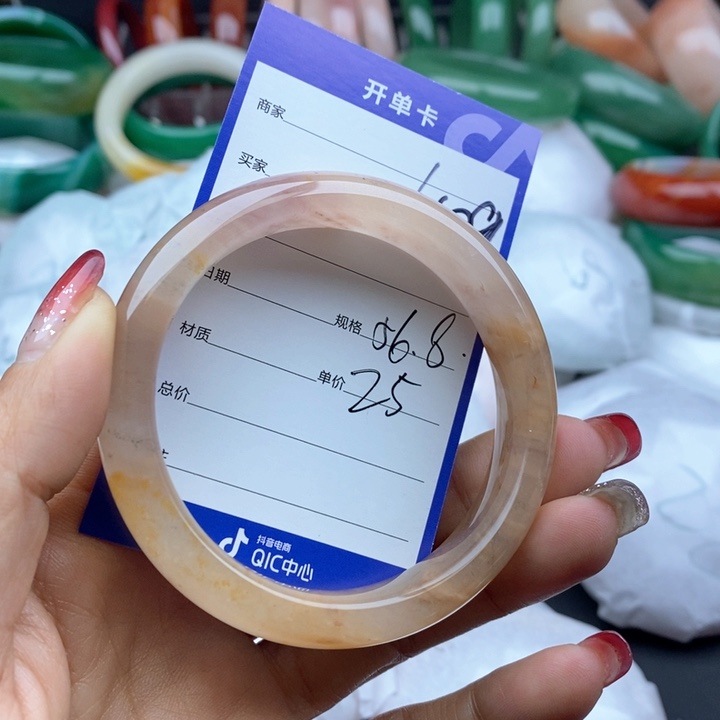 开单卡
商家
买家
日期
规格 56.8.
材质
单价 25
总价
抖音电商
QIC中心